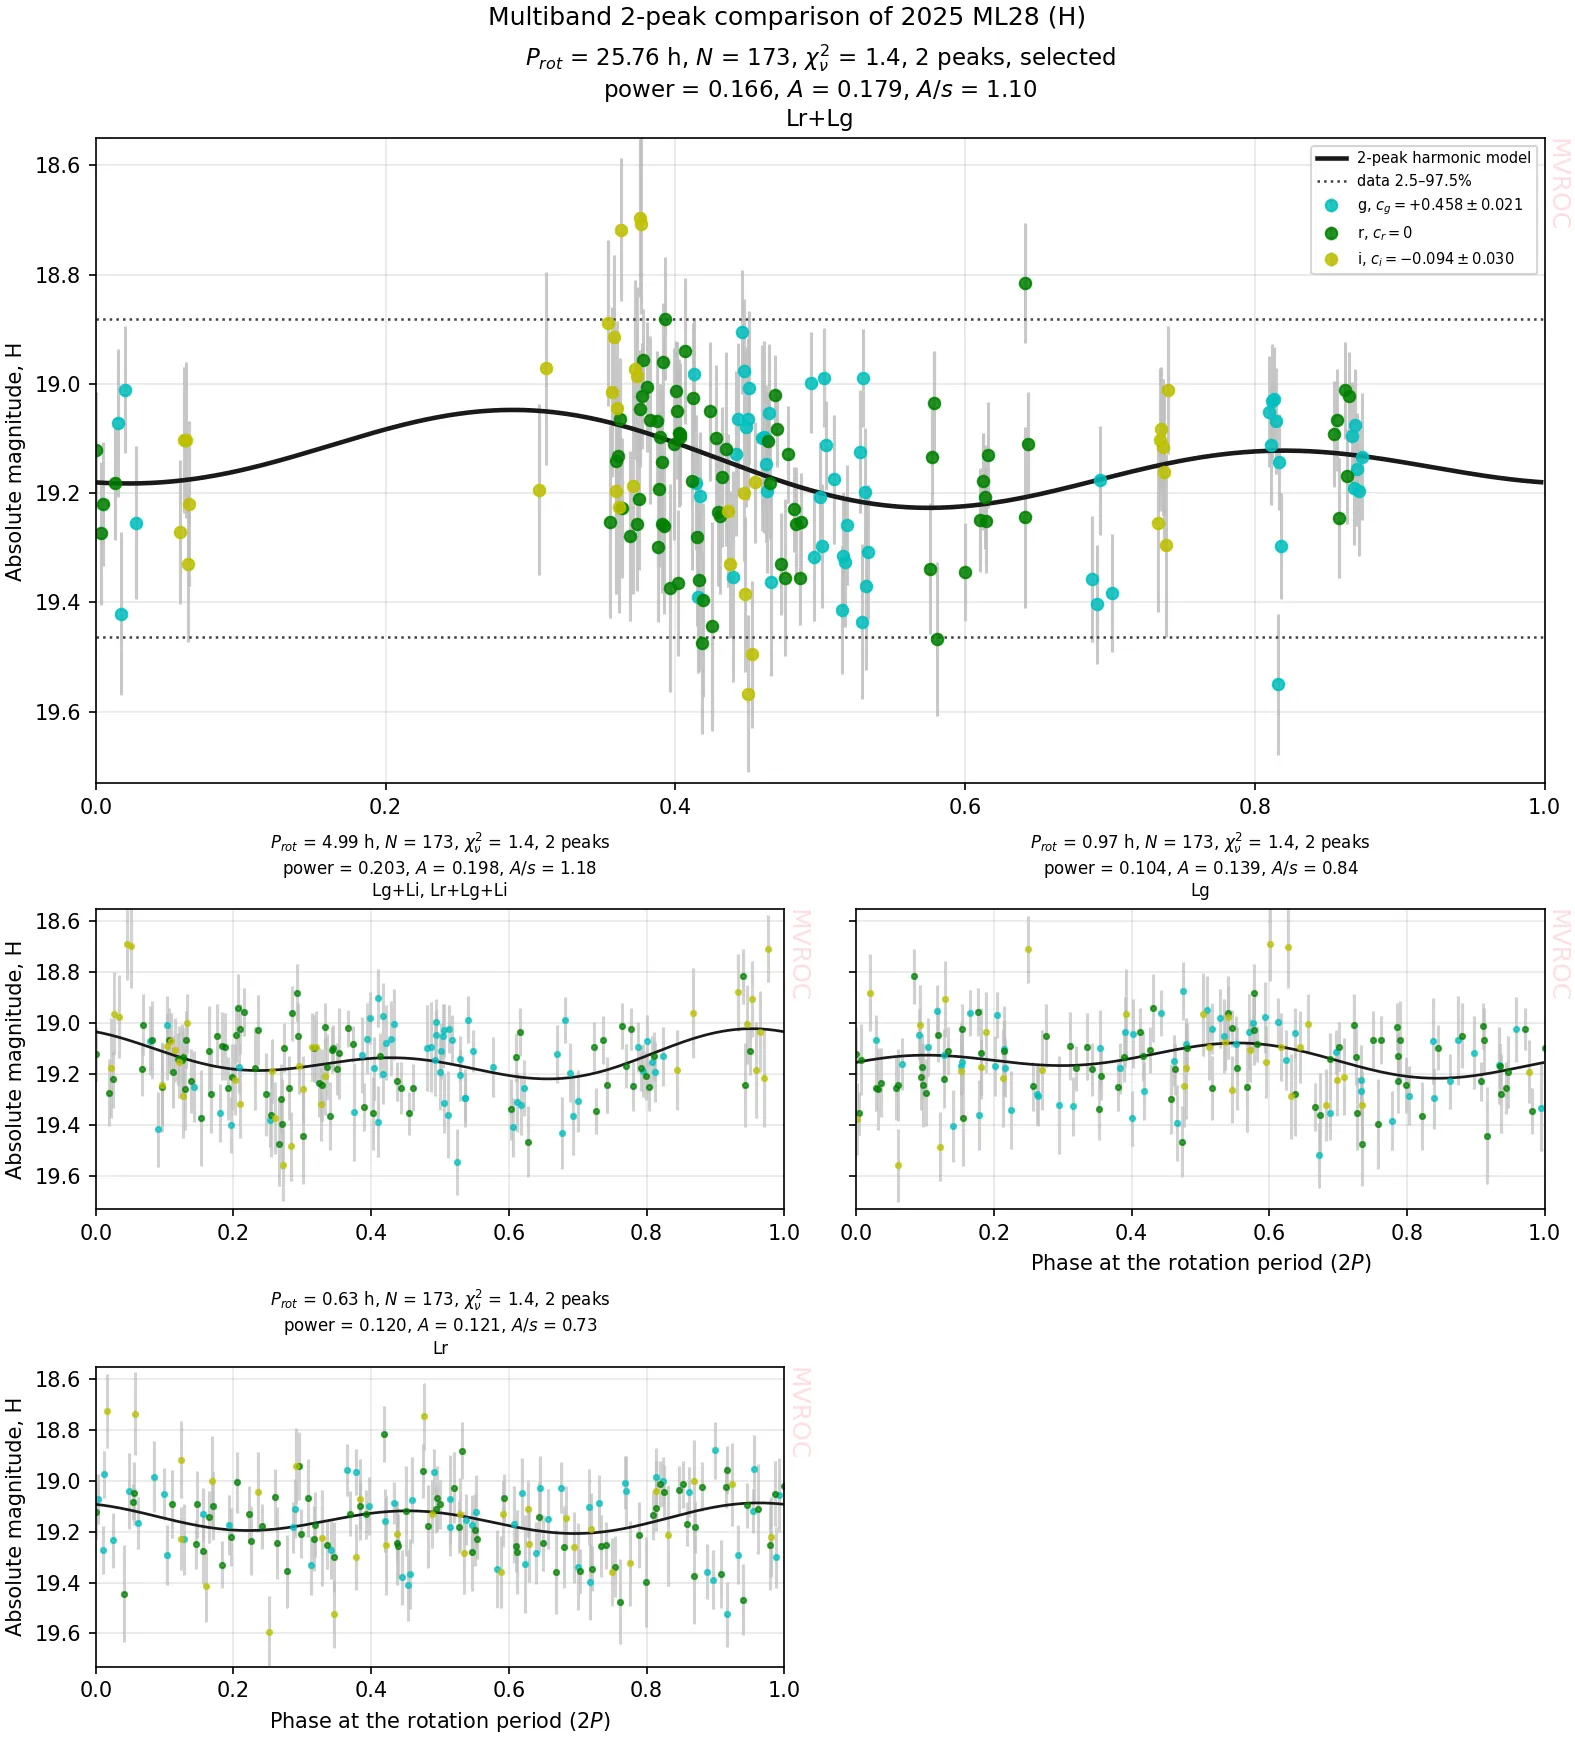 Multiband 2-peak comparison of 2025 ML28 (H)
P_rot = 25.76 h, N = 173, χ²_ν = 1.4, 2 peaks, selected
power = 0.166, A = 0.179, A/s = 1.10
Lr+Lg
Absolute magnitude, H
18.6
18.8
19.0
19.2
19.4
19.6
0.0 0.2 0.4 0.6 0.8 1.0
2-peak harmonic model
data 2.5–97.5%
g, c_g = +0.458 ± 0.021
r, c_r = 0
i, c_i = −0.094 ± 0.030
MVROC
P_rot = 4.99 h, N = 173, χ²_ν = 1.4, 2 peaks
power = 0.203, A = 0.198, A/s = 1.18
Lg+Li, Lr+Lg+Li
Absolute magnitude, H
18.6
18.8
19.0
19.2
19.4
19.6
0.0 0.2 0.4 0.6 0.8 1.0
MVROC
P_rot = 0.97 h, N = 173, χ²_ν = 1.4, 2 peaks
power = 0.104, A = 0.139, A/s = 0.84
Lg
0.0 0.2 0.4 0.6 0.8 1.0
Phase at the rotation period (2P)
MVROC
P_rot = 0.63 h, N = 173, χ²_ν = 1.4, 2 peaks
power = 0.120, A = 0.121, A/s = 0.73
Lr
Absolute magnitude, H
18.6
18.8
19.0
19.2
19.4
19.6
0.0 0.2 0.4 0.6 0.8 1.0
Phase at the rotation period (2P)
MVROC